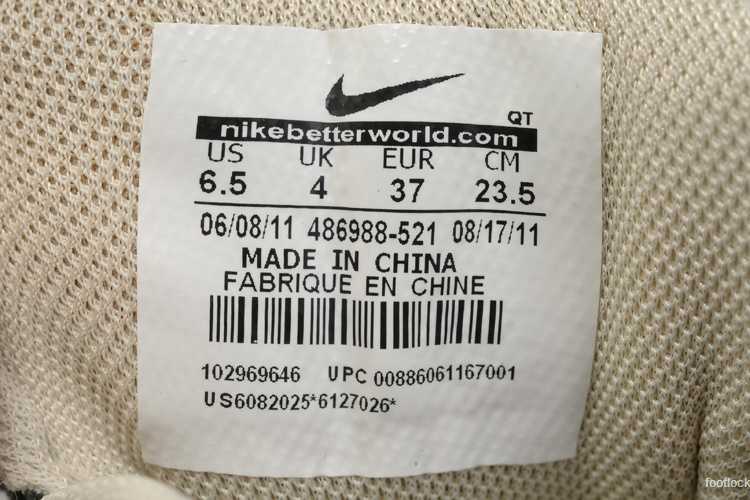 QT
nikebetterworld.com
US UK EUR CM
6.5 4 37 23.5
06/08/11 486988-521 08/17/11
MADE IN CHINA
FABRIQUE EN CHINE
102969646 UPC 00886061167001
US6082025*6127026*
footlock